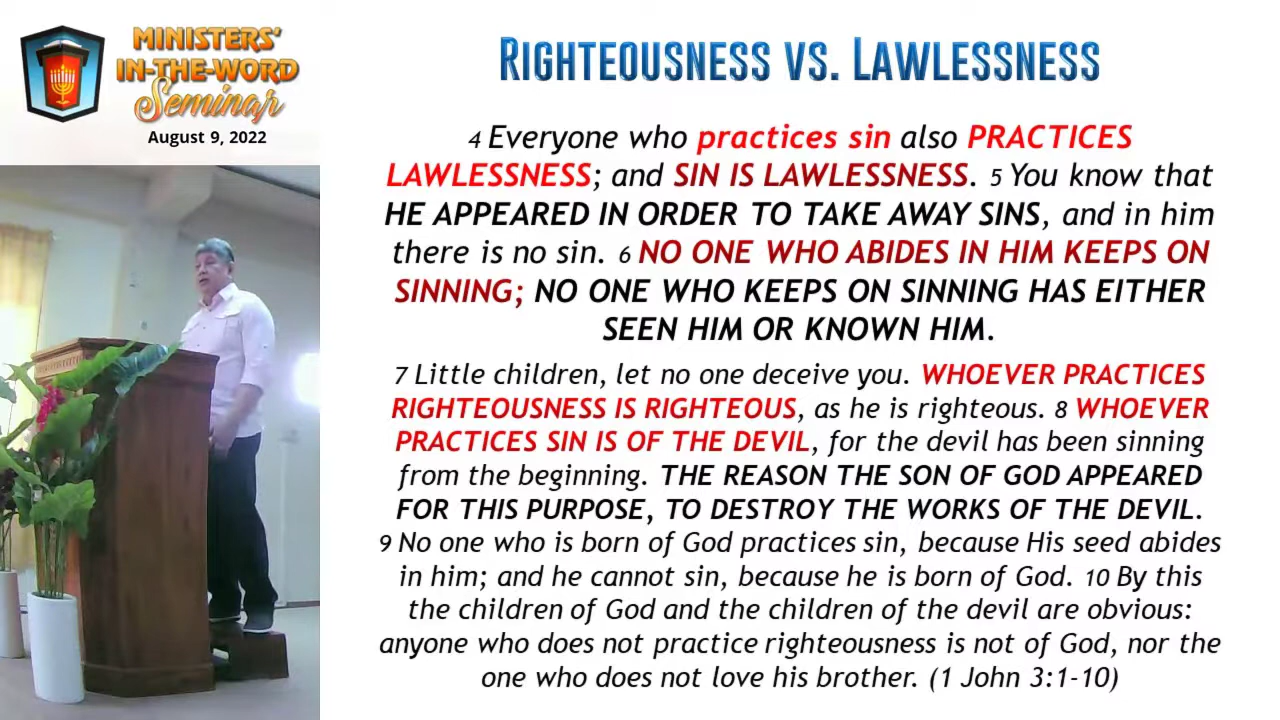 MINISTERS'
IN-THE-WORD
Seminar
August 9, 2022
RIGHTEOUSNESS VS. LAWLESSNESS
4 Everyone who practices sin also PRACTICES
LAWLESSNESS; and SIN IS LAWLESSNESS. 5 You know that
HE APPEARED IN ORDER TO TAKE AWAY SINS, and in him
there is no sin. 6 NO ONE WHO ABIDES IN HIM KEEPS ON
SINNING; NO ONE WHO KEEPS ON SINNING HAS EITHER
SEEN HIM OR KNOWN HIM.
7 Little children, let no one deceive you. WHOEVER PRACTICES
RIGHTEOUSNESS IS RIGHTEOUS, as he is righteous. 8 WHOEVER
PRACTICES SIN IS OF THE DEVIL, for the devil has been sinning
from the beginning. THE REASON THE SON OF GOD APPEARED
FOR THIS PURPOSE, TO DESTROY THE WORKS OF THE DEVIL.
9 No one who is born of God practices sin, because His seed abides
in him; and he cannot sin, because he is born of God. 10 By this
the children of God and the children of the devil are obvious:
anyone who does not practice righteousness is not of God, nor the
one who does not love his brother. (1 John 3:1-10)